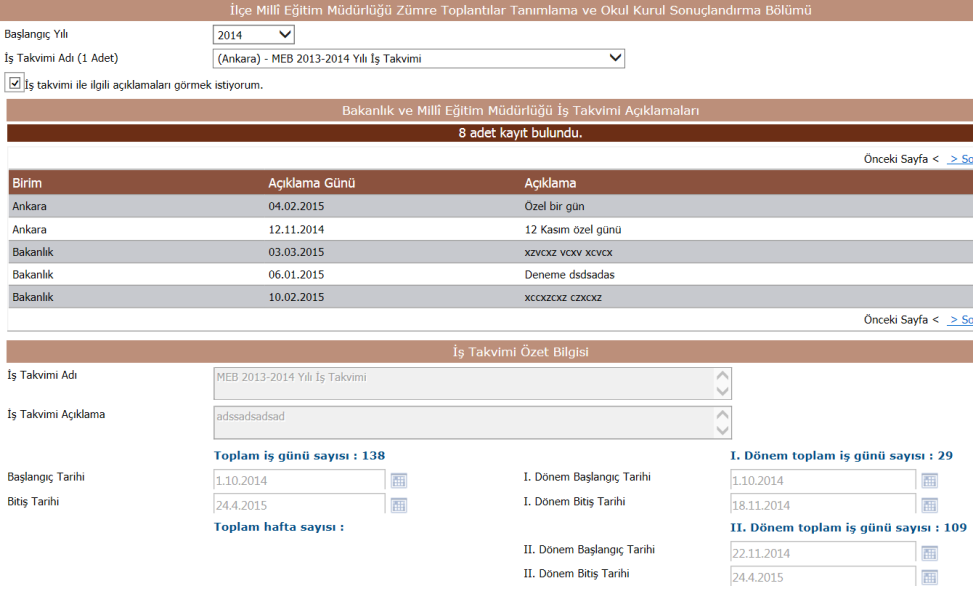 İlçe Millî Eğitim Müdürlüğü Zümre Toplantılar Tanımlama ve Okul Kurul Sonuçlandırma Bölümü
Başlangıç Yılı 2014
İş Takvimi Adı (1 Adet) (Ankara) - MEB 2013-2014 Yılı İş Takvimi
İş takvimi ile ilgili açıklamaları görmek istiyorum.
Bakanlık ve Millî Eğitim Müdürlüğü İş Takvimi Açıklamaları
8 adet kayıt bulundu.
Önceki Sayfa < > So
Birim Açıklama Günü Açıklama
Ankara 04.02.2015 Özel bir gün
Ankara 12.11.2014 12 Kasım özel günü
Bakanlık 03.03.2015 xzvcxz vcxv xcvcx
Bakanlık 06.01.2015 Deneme dsdsadas
Bakanlık 10.02.2015 xccxzcxz czxcxz
Önceki Sayfa < > So
İş Takvimi Özet Bilgisi
İş Takvimi Adı MEB 2013-2014 Yılı İş Takvimi
İş Takvimi Açıklama adssadsadsad
Toplam iş günü sayısı : 138 I. Dönem toplam iş günü sayısı : 29
Başlangıç Tarihi 1.10.2014 I. Dönem Başlangıç Tarihi 1.10.2014
Bitiş Tarihi 24.4.2015 I. Dönem Bitiş Tarihi 18.11.2014
Toplam hafta sayısı : II. Dönem toplam iş günü sayısı : 109
II. Dönem Başlangıç Tarihi 22.11.2014
II. Dönem Bitiş Tarihi 24.4.2015